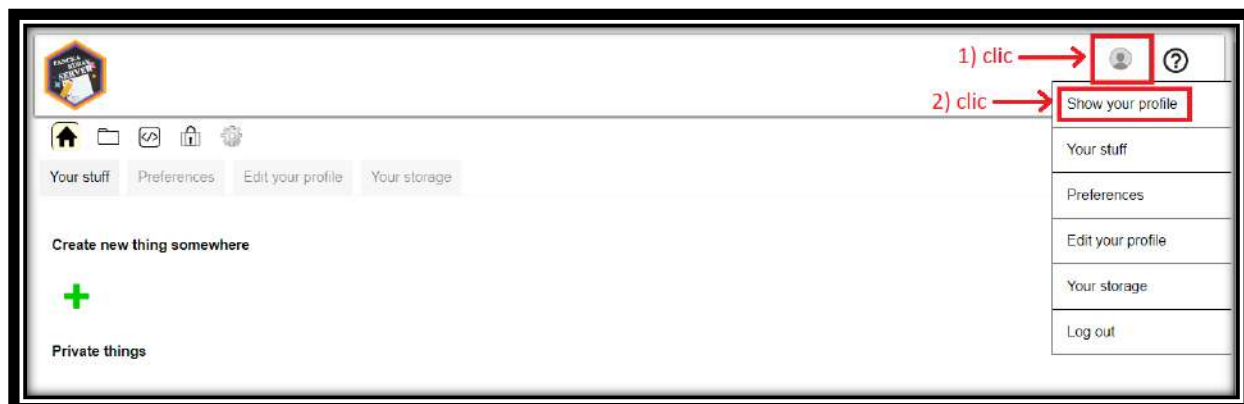 SERVER
1) clic
2) clic
Show your profile
Your stuff
Preferences
Edit your profile
Your storage
Log out
Your stuff Preferences Edit your profile Your storage
Create new thing somewhere
Private things